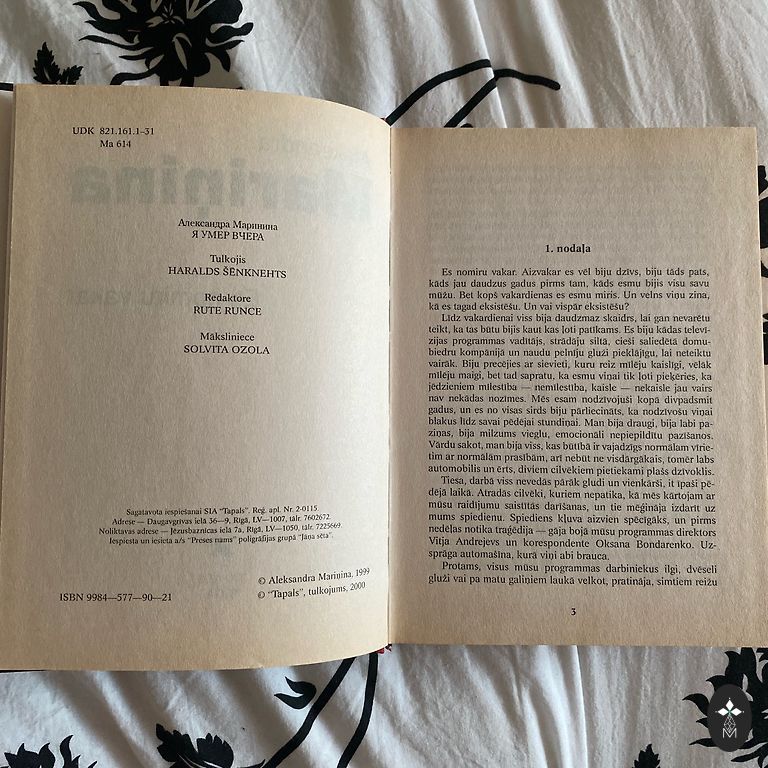 UDK 821.161.1—31
Ma 614
Александра Маринина
Я УМЕР ВЧЕРА
Tulkojis
HARALDS ŠĒNKNEHTS
Redaktore
RUTE RUNCE
Māksliniece
SOLVITA OZOLA
Sagatavota iespiešanai SIA “Tapals”. Reģ. apl. Nr. 2-0115.
Adrese — Daugavgrīvas ielā 36—9, Rīgā, LV—1007, tālr. 7602672.
Noliktavas adrese — Jēzusbaznīcas ielā 7a, Rīgā, LV—1050, tālr. 7225669.
Iespiesta un iesieta a/s “Preses nams” poligrāfijas grupā “Jāņa sēta”.
© Aleksandra Mariņina, 1999
© “Tapals”, tulkojums, 2000
ISBN 9984—577—90—21
1. nodaļa
Es nomiru vakar. Aizvakar es vēl biju dzīvs, biju tāds pats,
kāds jau daudzus gadus pirms tam, kāds esmu bijis visu savu
mūžu. Bet kopš vakardienas es esmu miris. Un velns viņu zina,
kā es tagad eksistēšu. Un vai vispār eksistēšu?
Līdz vakardienai viss bija daudzmaz skaidrs, lai gan nevarētu
teikt, ka tas būtu bijis kaut kas ļoti patīkams. Es biju kādas televī-
zijas programmas vadītājs, strādāju siltā, cieši saliedētā domu-
biedru kompānijā un naudu pelnīju gluži pieklājīgu, lai neteiktu
vairāk. Biju precējies ar sievieti, kuru reiz mīlēju kaislīgi, vēlāk
mīlēju maigi, bet tad sapratu, ka esmu viņai tik ļoti pieķēries, ka
jēdzieniem mīlestība — nemīlestība, kaisle — nekaisle jau vairs
nav nekādas nozīmes. Mēs esam nodzīvojuši kopā divpadsmit
gadus, un es no visas sirds biju pārliecināts, ka nodzīvošu viņai
blakus līdz savai pēdējai stundiņai. Man bija draugi, bija labi pa-
ziņas, bija milzums vieglu, emocionāli nepiepildītu pazīšanos.
Vārdu sakot, man bija viss, kas būtībā ir vajadzīgs normālam vīrie-
tim ar normālām prasībām, arī nebūt ne visdārgākais, tomēr labs
automobilis un ērts, diviem cilvēkiem pietiekami plašs dzīvoklis.
Tiesa, darbā viss nevedās pārāk gludi un vienkārši, it īpaši pē-
dējā laikā. Atradās cilvēki, kuriem nepatika, kā mēs kārtojam ar
mūsu raidījumu saistītās darīšanas, un tie mēģināja izdarīt uz
mums spiedienu. Spiediens kļuva aizvien spēcīgāks, un pirms
nedēļas notika traģēdija — gāja bojā mūsu programmas direktors
Vitja Andrejevs un korespondente Oksana Bondarenko. Uz-
sprāga automašīna, kurā viņi abi brauca.
Protams, visus mūsu programmas darbiniekus ilgi, dvēseli
gluži vai pa matu galiņiem laukā velkot, pratināja, simtiem reižu
3